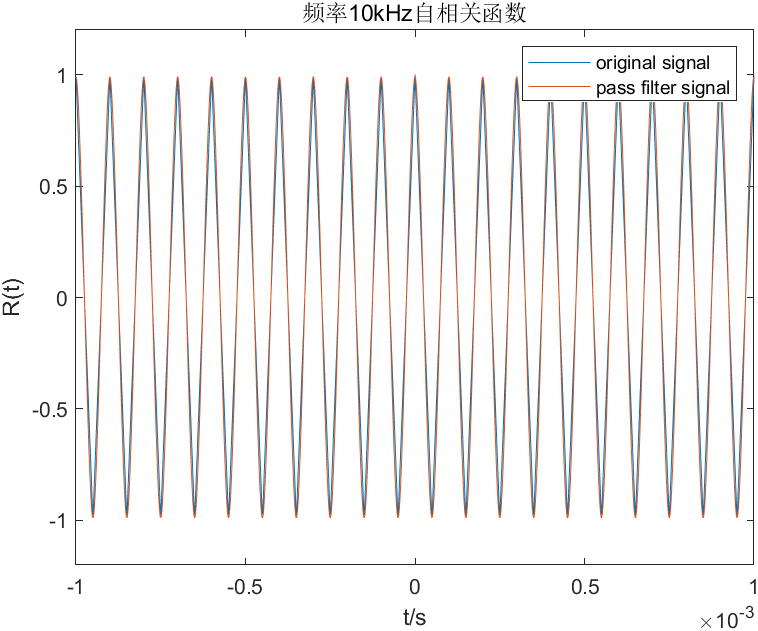 频率10kHz自相关函数
original signal
pass filter signal
1
0.5
0
-0.5
-1
R(t)
-1
-0.5
0
0.5
1
t/s
×10-3